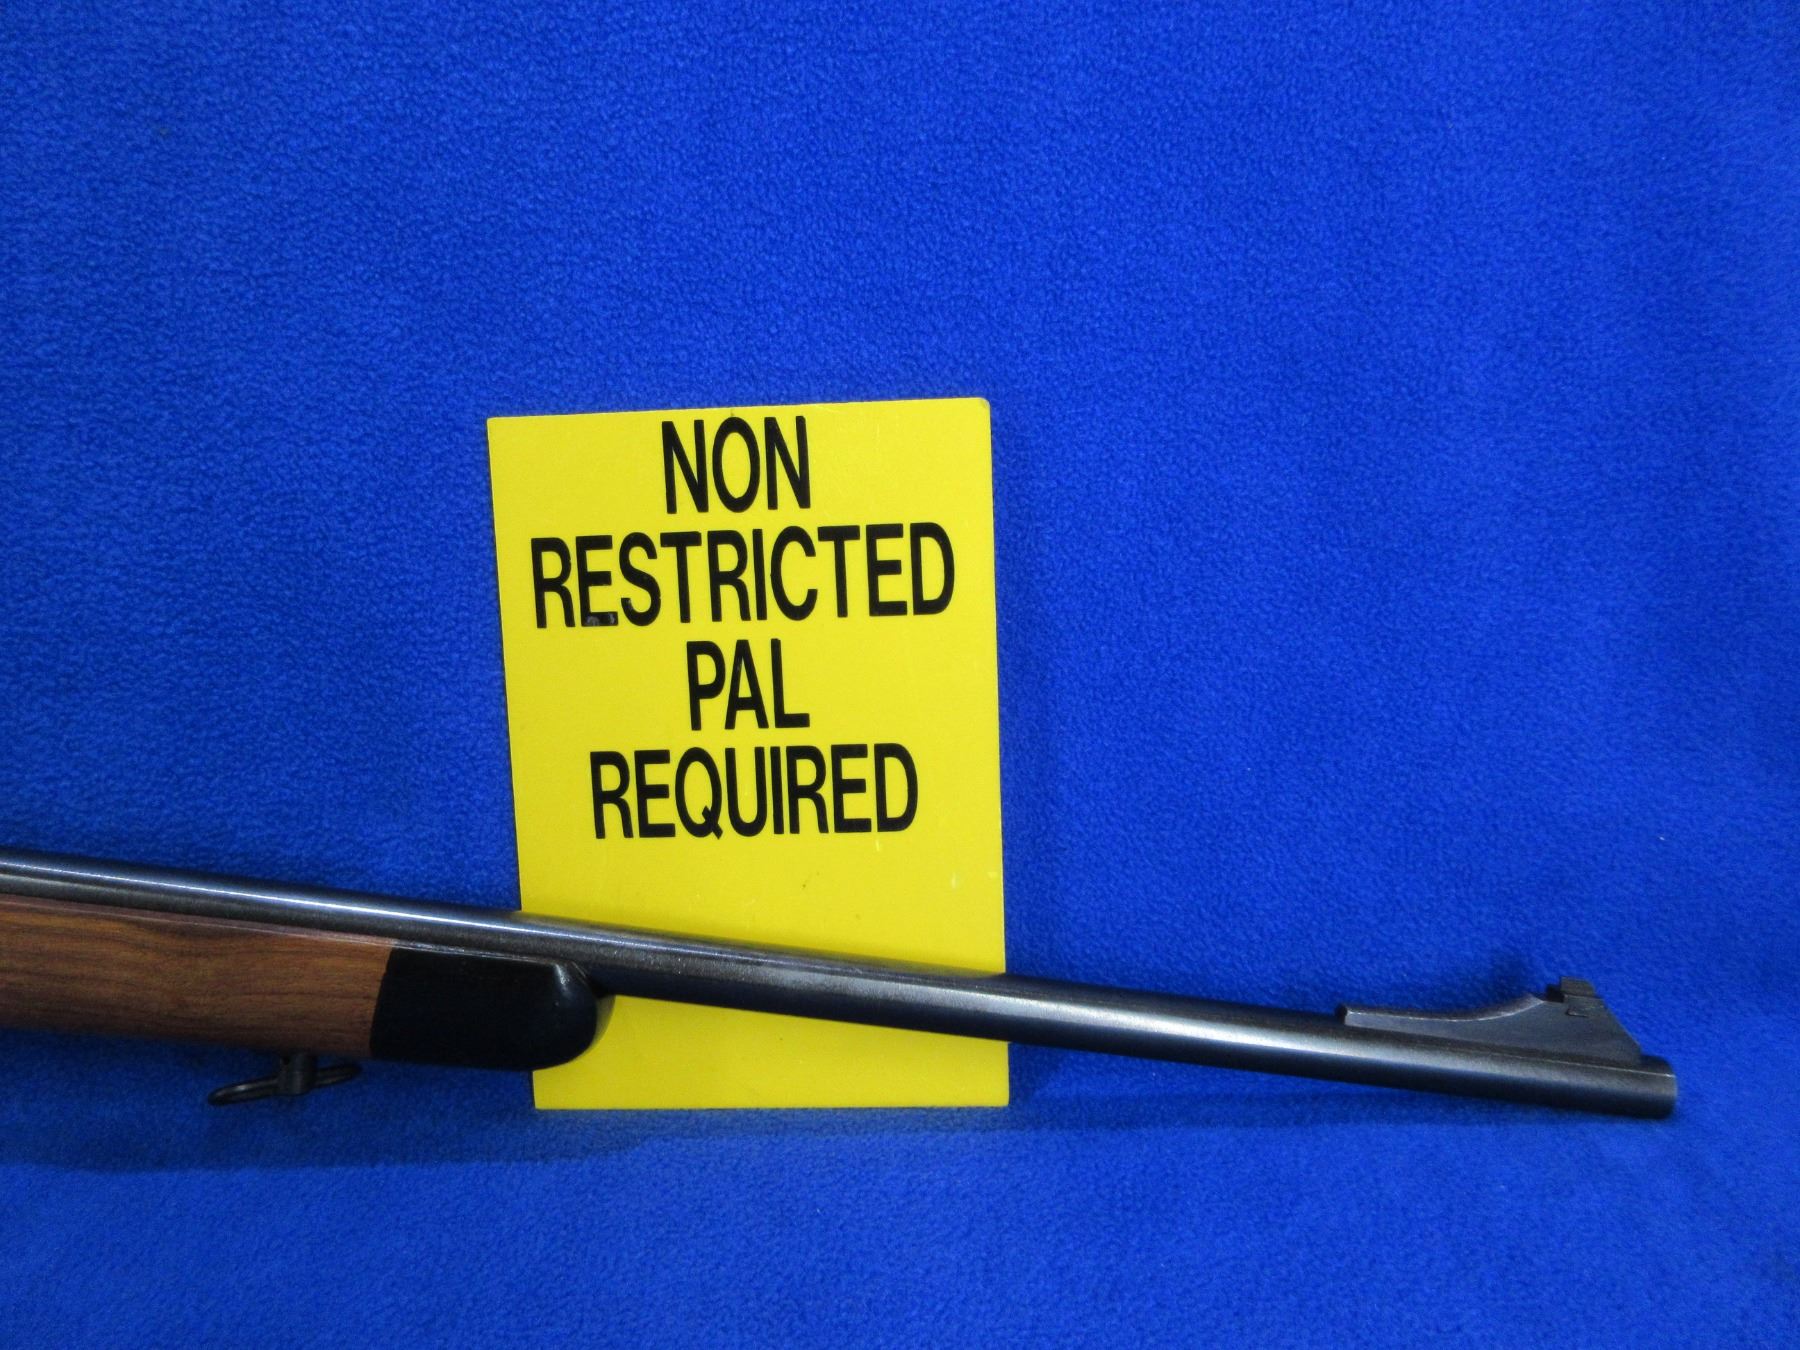 NON
RESTRICTED
PAL
REQUIRED